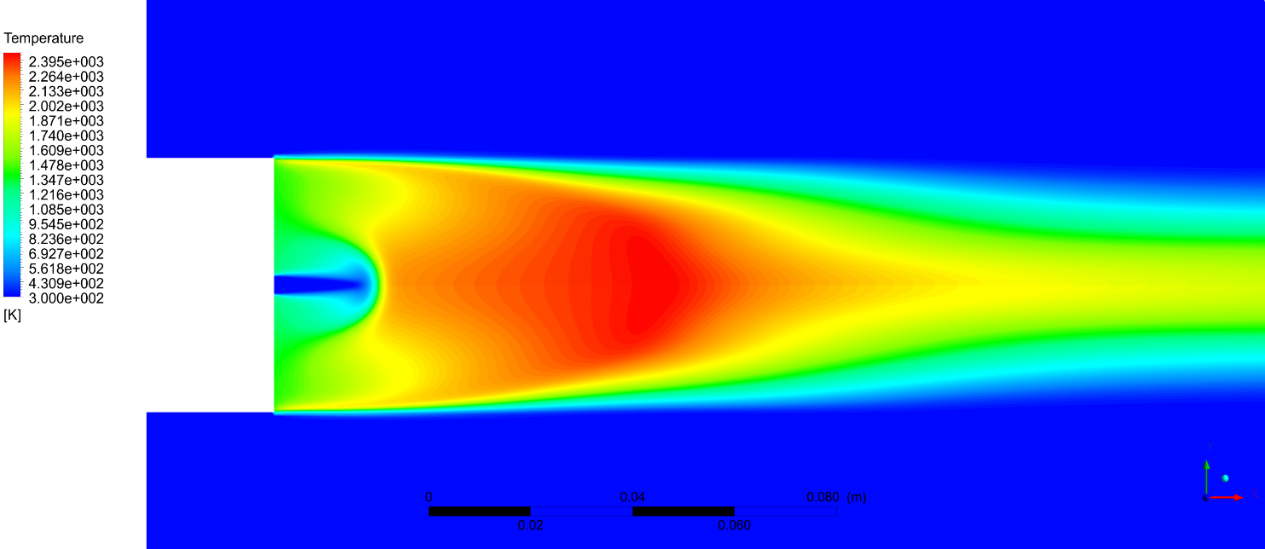 Temperature
2.395e+003
2.264e+003
2.133e+003
2.002e+003
1.871e+003
1.740e+003
1.609e+003
1.478e+003
1.347e+003
1.216e+003
1.085e+003
9.545e+002
8.236e+002
6.927e+002
5.618e+002
4.309e+002
3.000e+002
[K]
0 0.04 0.080 (m)
0.02 0.060
Y
X